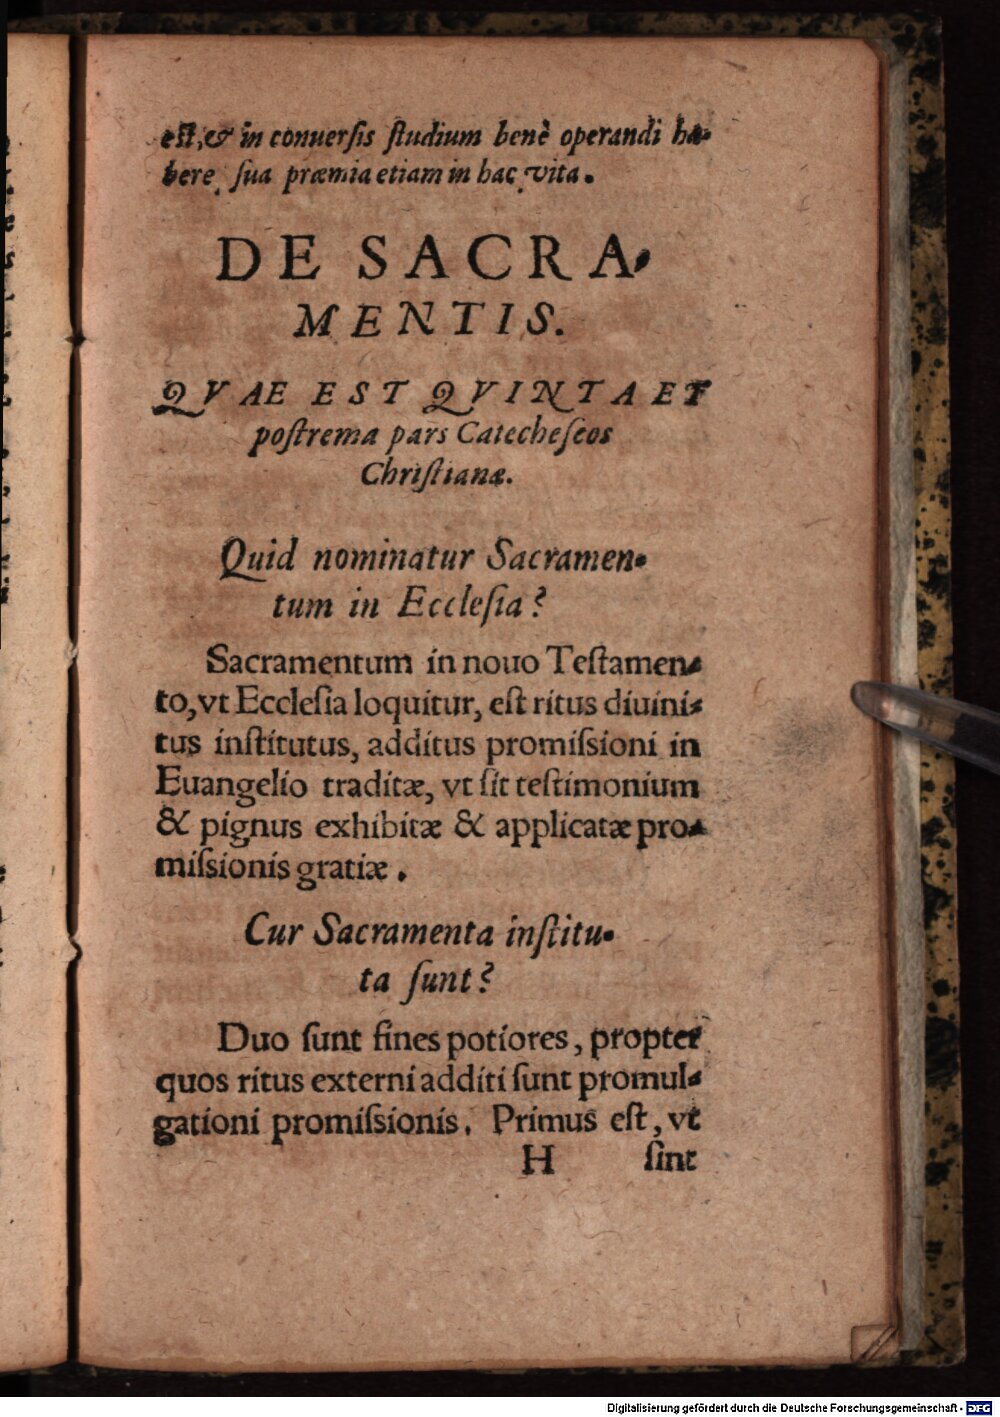 est, & in conuersis studium benè operandi ha-
bere sua præmia etiam in hac vita.
DE SACRA-
MENTIS.
QVAE EST QVINTA ET
postrema pars Catecheseos
Christianæ.
Quid nominatur Sacramen-
tum in Ecclesia?
Sacramentum in nouo Testamen-
to, vt Ecclesia loquitur, est ritus diuini-
tus institutus, additus promissioni in
Euangelio traditæ, vt sit testimonium
& pignus exhibitæ & applicatæ pro-
missionis gratiæ.
Cur Sacramenta institu-
ta sunt?
Duo sunt fines potiores, propter
quos ritus externi additi sunt promul-
gationi promissionis. Primus est, vt
H sint
Digitalisierung gefördert durch die Deutsche Forschungsgemeinschaft - DFG